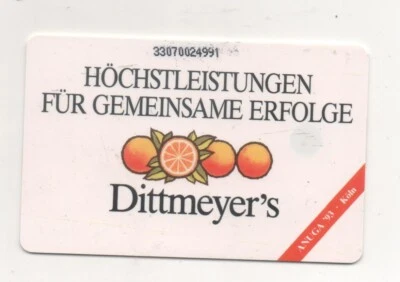 33070024991
HÖCHSTLEISTUNGEN
FÜR GEMEINSAME ERFOLGE
Dittmeyer's
ANUGA '93 · Köln